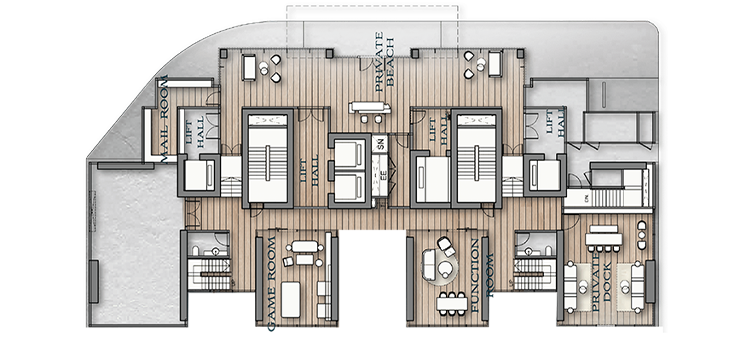 PRIVATE
BEACH
MAIL ROOM
LIFT
HALL
LIFT
HALL
LIFT
HALL
LIFT
HALL
SN
EE
GAME ROOM
FUNCTION
ROOM
PRIVATE
DOCK